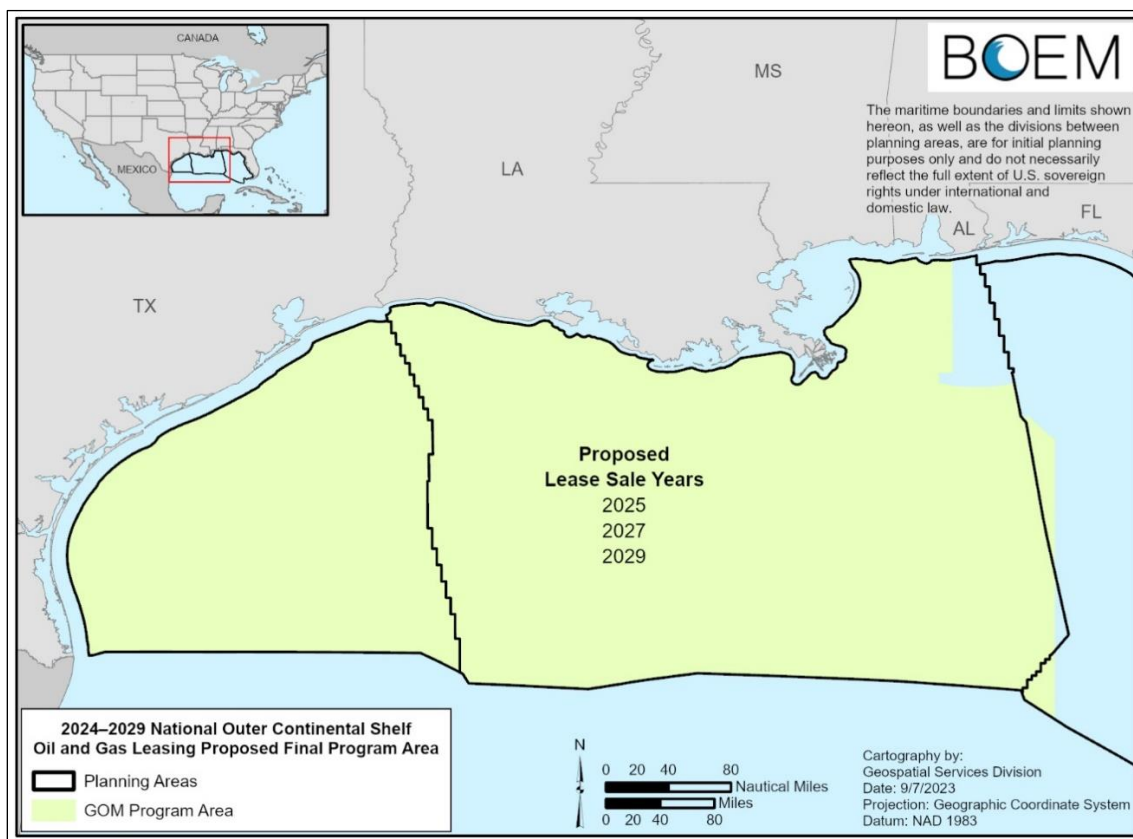 CANADA
MEXICO
BOEM
The maritime boundaries and limits shown
hereon, as well as the divisions between
planning areas, are for initial planning
purposes only and do not necessarily
reflect the full extent of U.S. sovereign
rights under international and
domestic law.
MS
LA
AL
FL
TX
Proposed
Lease Sale Years
2025
2027
2029
2024–2029 National Outer Continental Shelf
Oil and Gas Leasing Proposed Final Program Area
Planning Areas
GOM Program Area
N
0 20 40 80
Nautical Miles
Miles
0 20 40 80
Cartography by:
Geospatial Services Division
Date: 9/7/2023
Projection: Geographic Coordinate System
Datum: NAD 1983